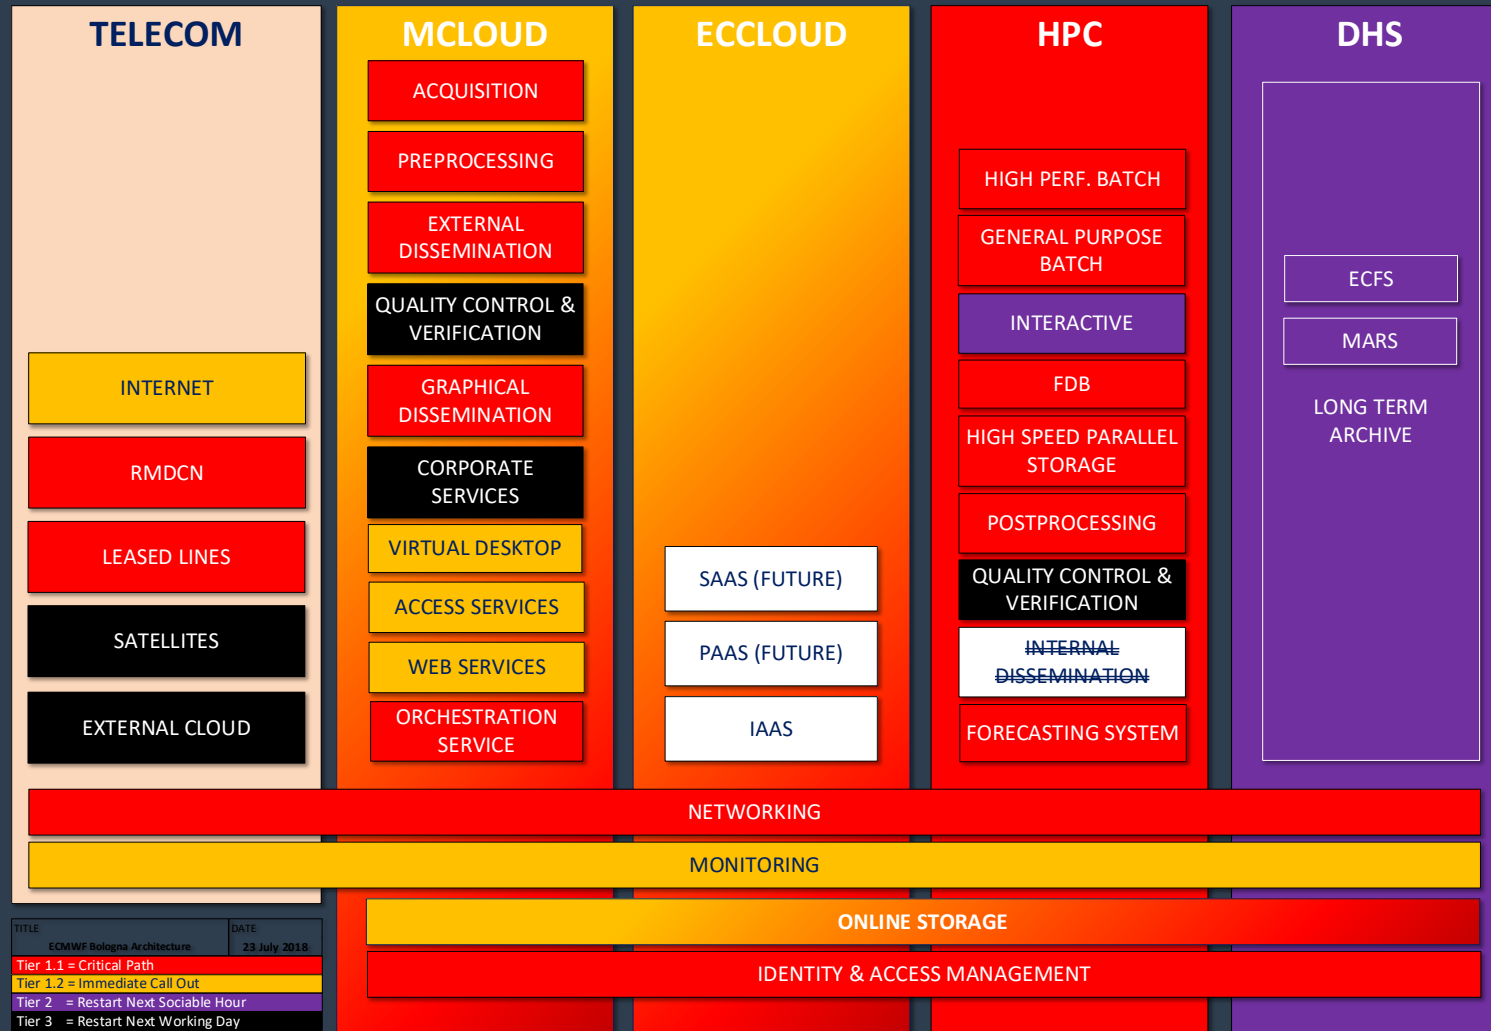 TELECOM
INTERNET
RMDCN
LEASED LINES
SATELLITES
EXTERNAL CLOUD
MCLOUD
ACQUISITION
PREPROCESSING
EXTERNAL
DISSEMINATION
QUALITY CONTROL &
VERIFICATION
GRAPHICAL
DISSEMINATION
CORPORATE
SERVICES
VIRTUAL DESKTOP
ACCESS SERVICES
WEB SERVICES
ORCHESTRATION
SERVICE
ECCLOUD
SAAS (FUTURE)
PAAS (FUTURE)
IAAS
HPC
HIGH PERF. BATCH
GENERAL PURPOSE
BATCH
INTERACTIVE
FDB
HIGH SPEED PARALLEL
STORAGE
POSTPROCESSING
QUALITY CONTROL &
VERIFICATION
INTERNAL
DISSEMINATION
FORECASTING SYSTEM
DHS
ECFS
MARS
LONG TERM
ARCHIVE
NETWORKING
MONITORING
ONLINE STORAGE
IDENTITY & ACCESS MANAGEMENT
TITLE
ECMWF Bologna Architecture
DATE
23 July 2018
Tier 1.1 = Critical Path
Tier 1.2 = Immediate Call Out
Tier 2 = Restart Next Sociable Hour
Tier 3 = Restart Next Working Day